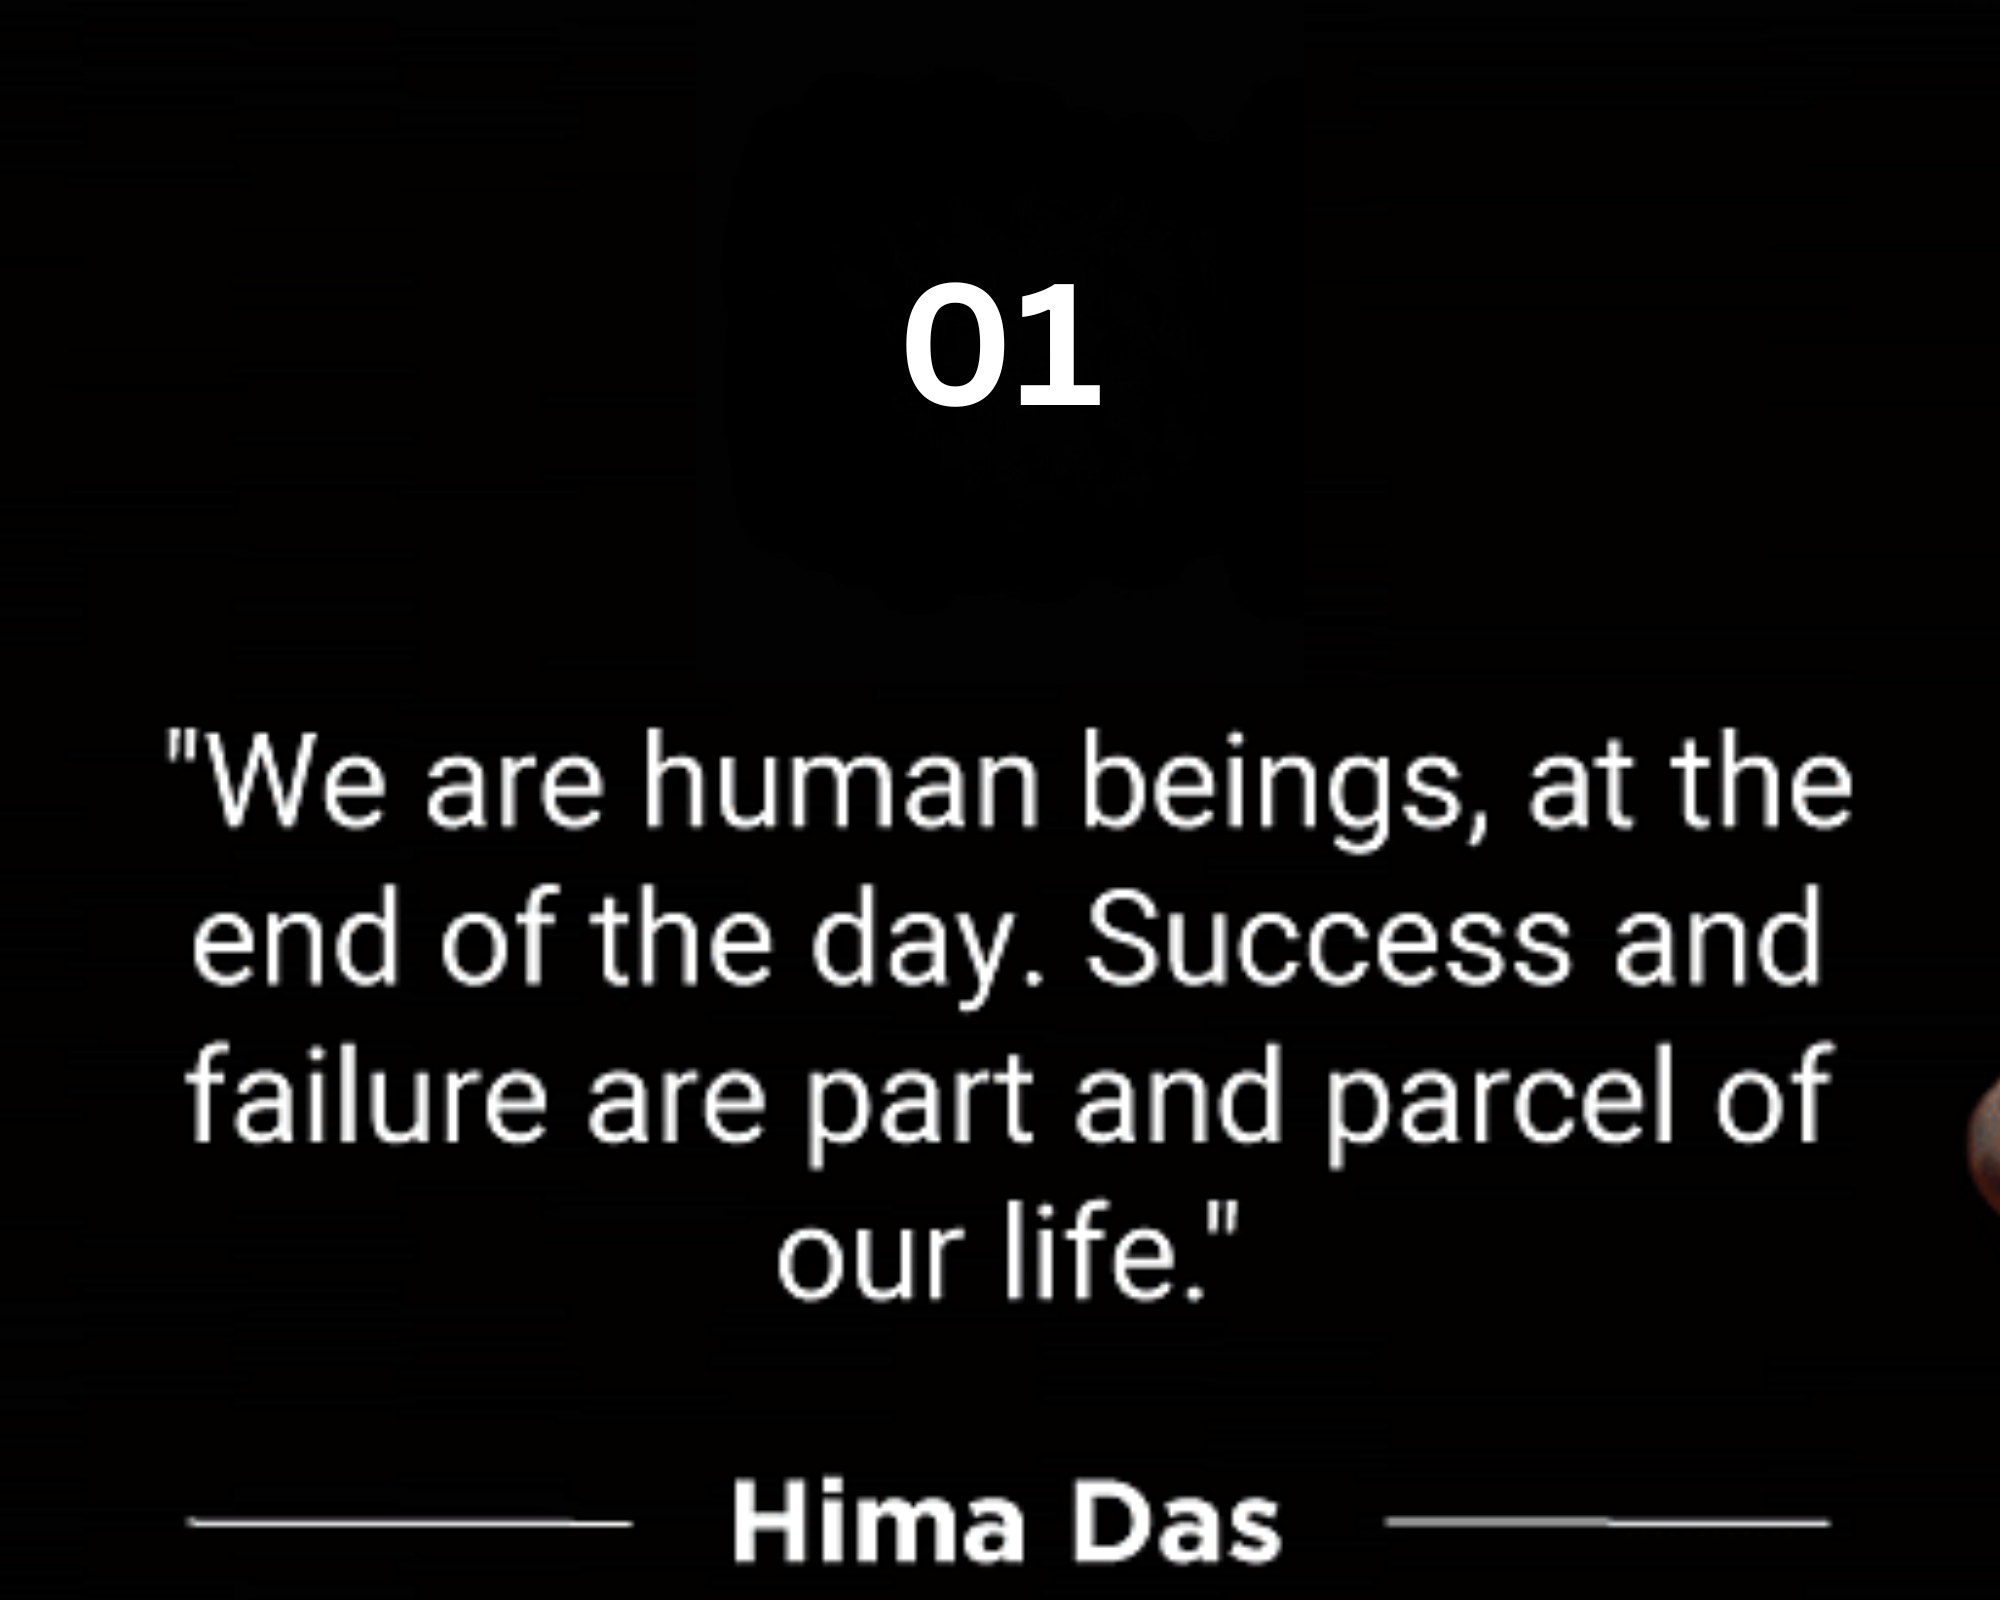 01
"We are human beings, at the
end of the day. Success and
failure are part and parcel of
our life."
Hima Das